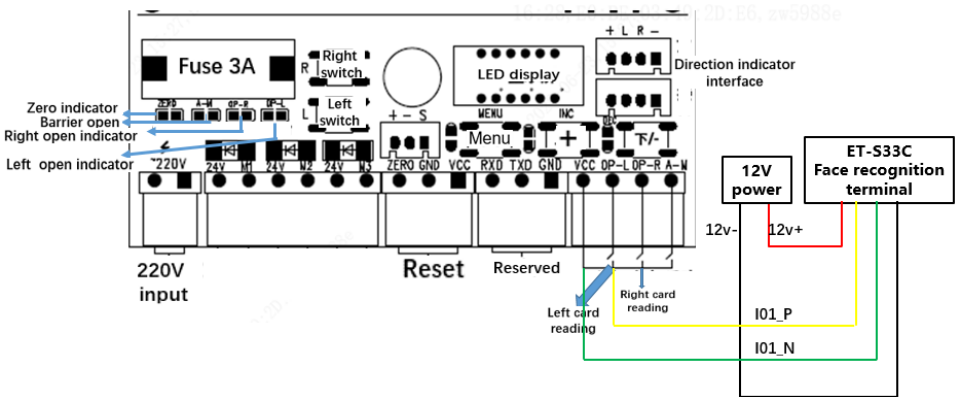 + L R -
Fuse 3A
Right
switch
R
LED display
Direction indicator
interface
Zero indicator
Barrier open
Right open indicator
Left open indicator
ZERO A-M OP-R OP-L
Left
switch
L
+ - S
MENU INC
DEC
Menu
+
下/-
~220V
24V M1 24V M2 24V M3
ZERO GND VCC RXD TXD GND VCC OP-L OP-R A-M
12V
power
ET-S33C
Face recognition
terminal
12v-
12v+
220V
input
Reset
Reserved
Left card
reading
Right card
reading
I01_P
I01_N